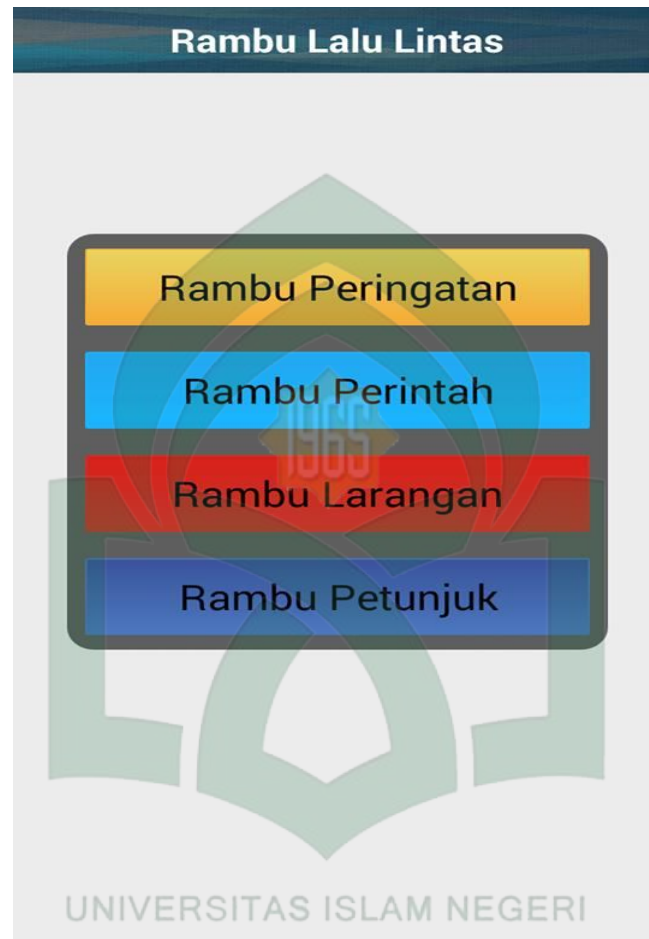 Rambu Lalu Lintas
Rambu Peringatan
Rambu Perintah
1965
Rambu Larangan
Rambu Petunjuk
UNIVERSITAS ISLAM NEGERI